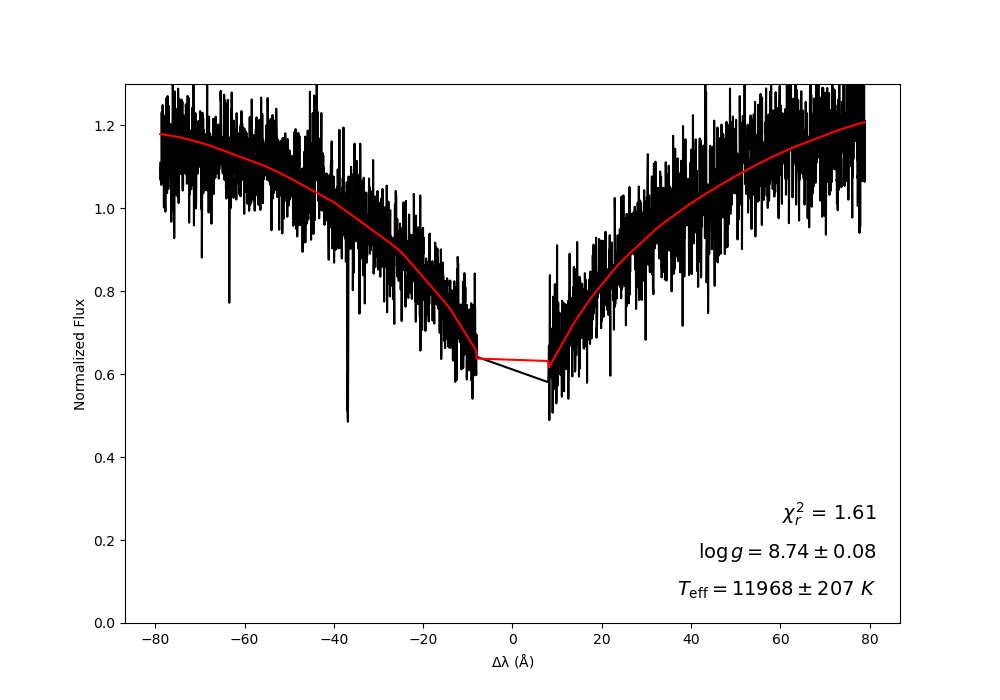 1.2
1.0
0.8
0.6
0.4
0.2
0.0
Normalized Flux
χ²ᵣ = 1.61
log g = 8.74 ± 0.08
T_eff = 11968 ± 207 K
−80 −60 −40 −20 0 20 40 60 80
Δλ (Å)